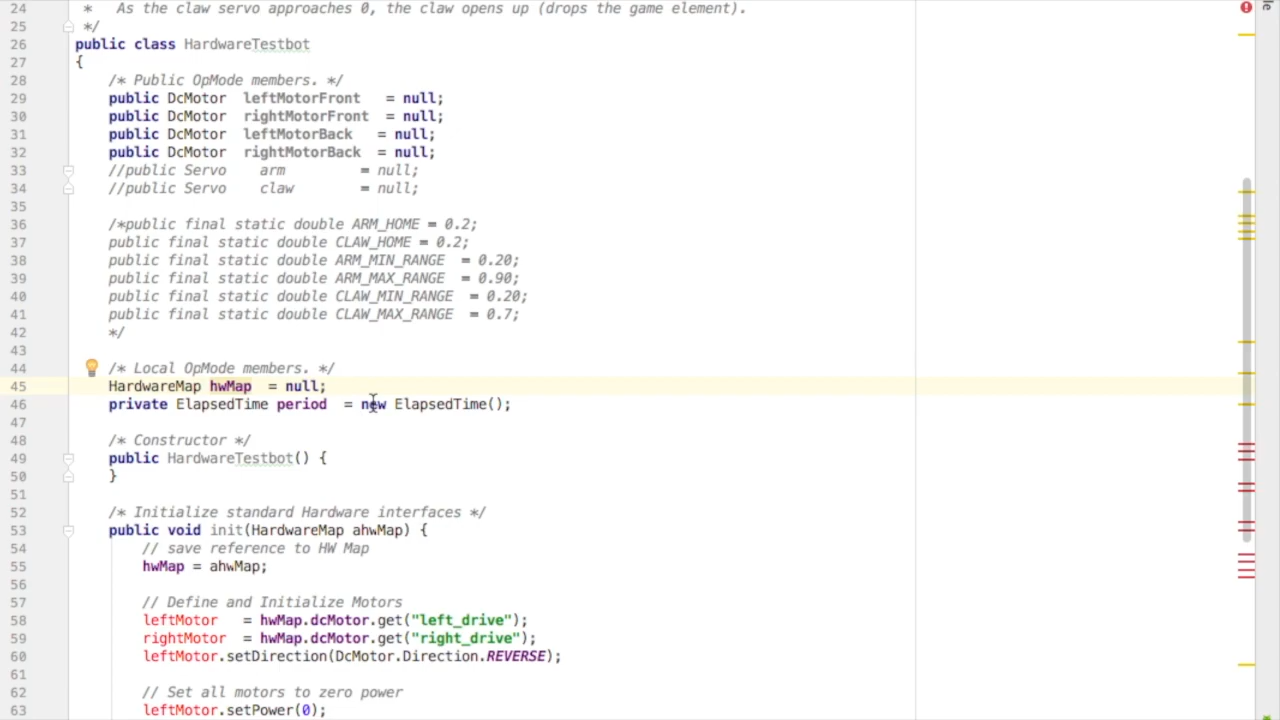 24 * As the claw servo approaches 0, the claw opens up (drops the game element).
25 */
26 public class HardwareTestbot
27 {
28 /* Public OpMode members. */
29 public DcMotor leftMotorFront = null;
30 public DcMotor rightMotorFront = null;
31 public DcMotor leftMotorBack = null;
32 public DcMotor rightMotorBack = null;
33 //public Servo arm = null;
34 //public Servo claw = null;
35
36 /*public final static double ARM_HOME = 0.2;
37 public final static double CLAW_HOME = 0.2;
38 public final static double ARM_MIN_RANGE = 0.20;
39 public final static double ARM_MAX_RANGE = 0.90;
40 public final static double CLAW_MIN_RANGE = 0.20;
41 public final static double CLAW_MAX_RANGE = 0.7;
42 */
43
44 /* Local OpMode members. */
45 HardwareMap hwMap = null;
46 private ElapsedTime period = new ElapsedTime();
47
48 /* Constructor */
49 public HardwareTestbot() {
50 }
51
52 /* Initialize standard Hardware interfaces */
53 public void init(HardwareMap ahwMap) {
54 // save reference to HW Map
55 hwMap = ahwMap;
56
57 // Define and Initialize Motors
58 leftMotor = hwMap.dcMotor.get("left_drive");
59 rightMotor = hwMap.dcMotor.get("right_drive");
60 leftMotor.setDirection(DcMotor.Direction.REVERSE);
61
62 // Set all motors to zero power
63 leftMotor.setPower(0);
le